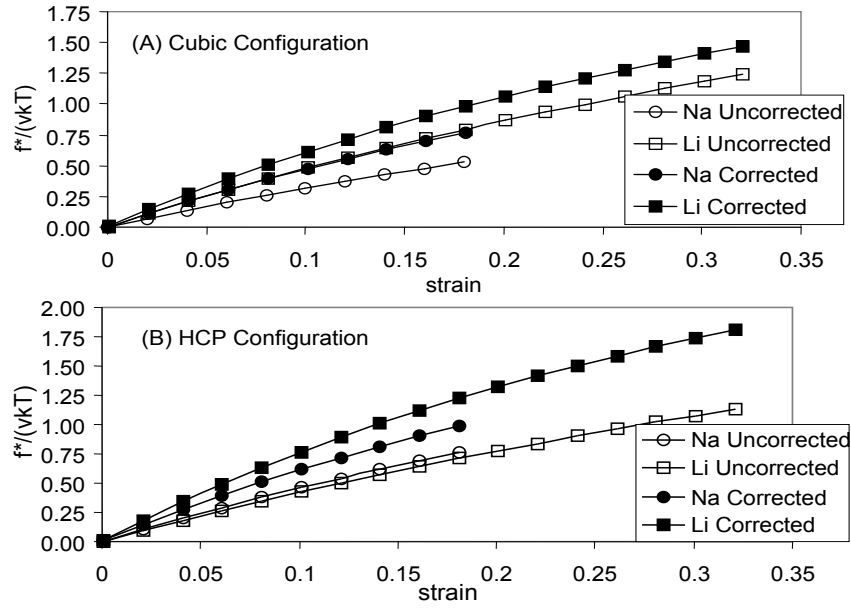 (A) Cubic Configuration
f*/(νkT)
1.75
1.50
1.25
1.00
0.75
0.50
0.25
0.00
0 0.05 0.1 0.15 0.2 0.25 0.3 0.35
strain
Na Uncorrected
Li Uncorrected
Na Corrected
Li Corrected
(B) HCP Configuration
f*/(νkT)
2.00
1.75
1.50
1.25
1.00
0.75
0.50
0.25
0.00
0 0.05 0.1 0.15 0.2 0.25 0.3 0.35
strain
Na Uncorrected
Li Uncorrected
Na Corrected
Li Corrected